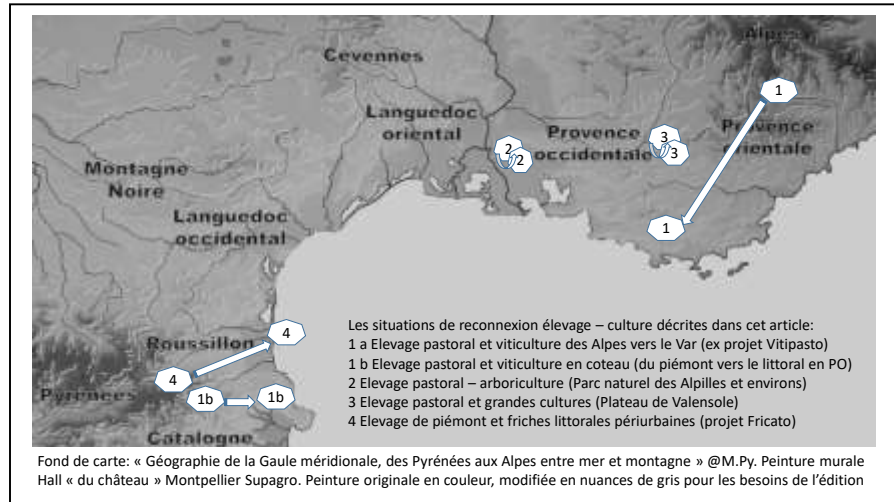 Alpes
Cevennes
Languedoc
oriental
Provence
occidentale
Provence
orientale
Montagne
Noire
Languedoc
occidental
Roussillon
Pyrénées
Catalogne
1
1
2
2
3
3
4
4
1b
1b
Les situations de reconnexion élevage – culture décrites dans cet article:
1 a Elevage pastoral et viticulture des Alpes vers le Var (ex projet Vitipasto)
1 b Elevage pastoral et viticulture en coteau (du piémont vers le littoral en PO)
2 Elevage pastoral – arboriculture (Parc naturel des Alpilles et environs)
3 Elevage pastoral et grandes cultures (Plateau de Valensole)
4 Elevage de piémont et friches littorales périurbaines (projet Fricato)
Fond de carte: « Géographie de la Gaule méridionale, des Pyrénées aux Alpes entre mer et montagne » @M.Py. Peinture murale
Hall « du château » Montpellier Supagro. Peinture originale en couleur, modifiée en nuances de gris pour les besoins de l’édition